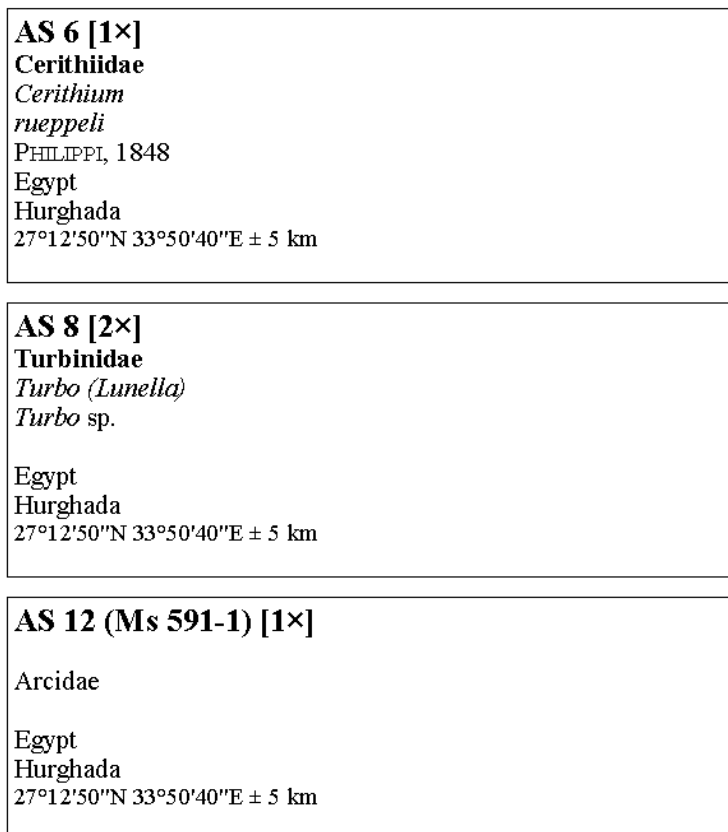 AS 6 [1×]
Cerithiidae
Cerithium
rueppeli
PHILIPPI, 1848
Egypt
Hurghada
27°12'50"N 33°50'40"E ± 5 km
AS 8 [2×]
Turbinidae
Turbo (Lunella)
Turbo sp.
Egypt
Hurghada
27°12'50"N 33°50'40"E ± 5 km
AS 12 (Ms 591-1) [1×]
Arcidae
Egypt
Hurghada
27°12'50"N 33°50'40"E ± 5 km